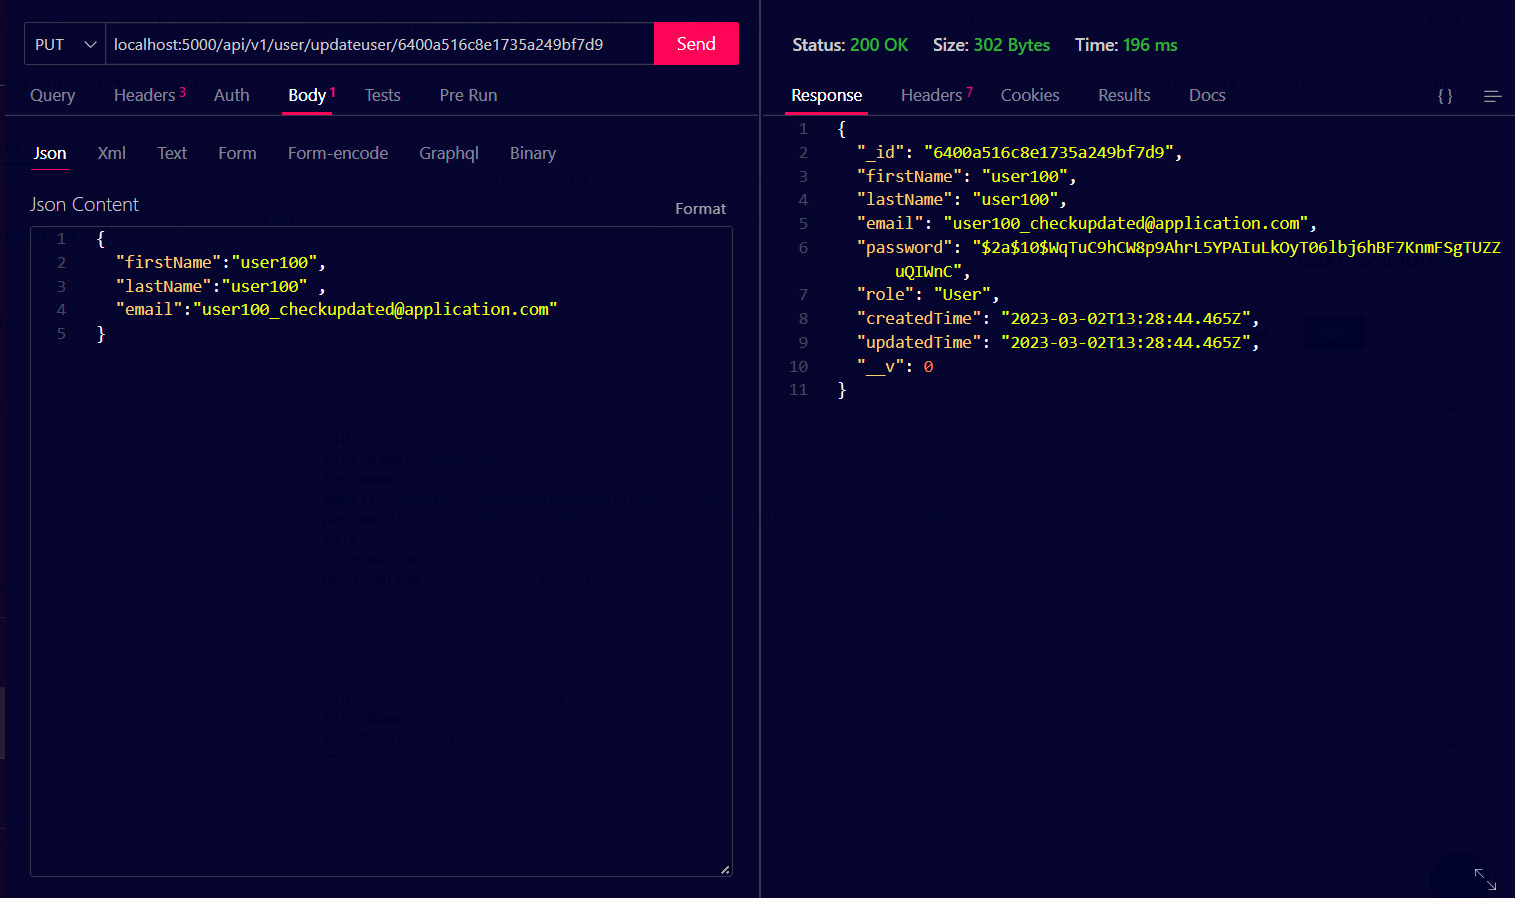 PUT localhost:5000/api/v1/user/updateuser/6400a516c8e1735a249bf7d9 Send
Query Headers 3 Auth Body 1 Tests Pre Run
Json Xml Text Form Form-encode Graphql Binary
Json Content
Format
1 {
2 "firstName":"user100",
3 "lastName":"user100" ,
4 "email":"user100_checkupdated@application.com"
5 }
Status: 200 OK Size: 302 Bytes Time: 196 ms
Response Headers 7 Cookies Results Docs { }
1 {
2 "_id": "6400a516c8e1735a249bf7d9",
3 "firstName": "user100",
4 "lastName": "user100",
5 "email": "user100_checkupdated@application.com",
6 "password": "$2a$10$WqTuC9hCW8p9AhrL5YPAIuLkOyT06lbj6hBF7KnmFSgTUZZ
uQIWnC",
7 "role": "User",
8 "createdTime": "2023-03-02T13:28:44.465Z",
9 "updatedTime": "2023-03-02T13:28:44.465Z",
10 "__v": 0
11 }